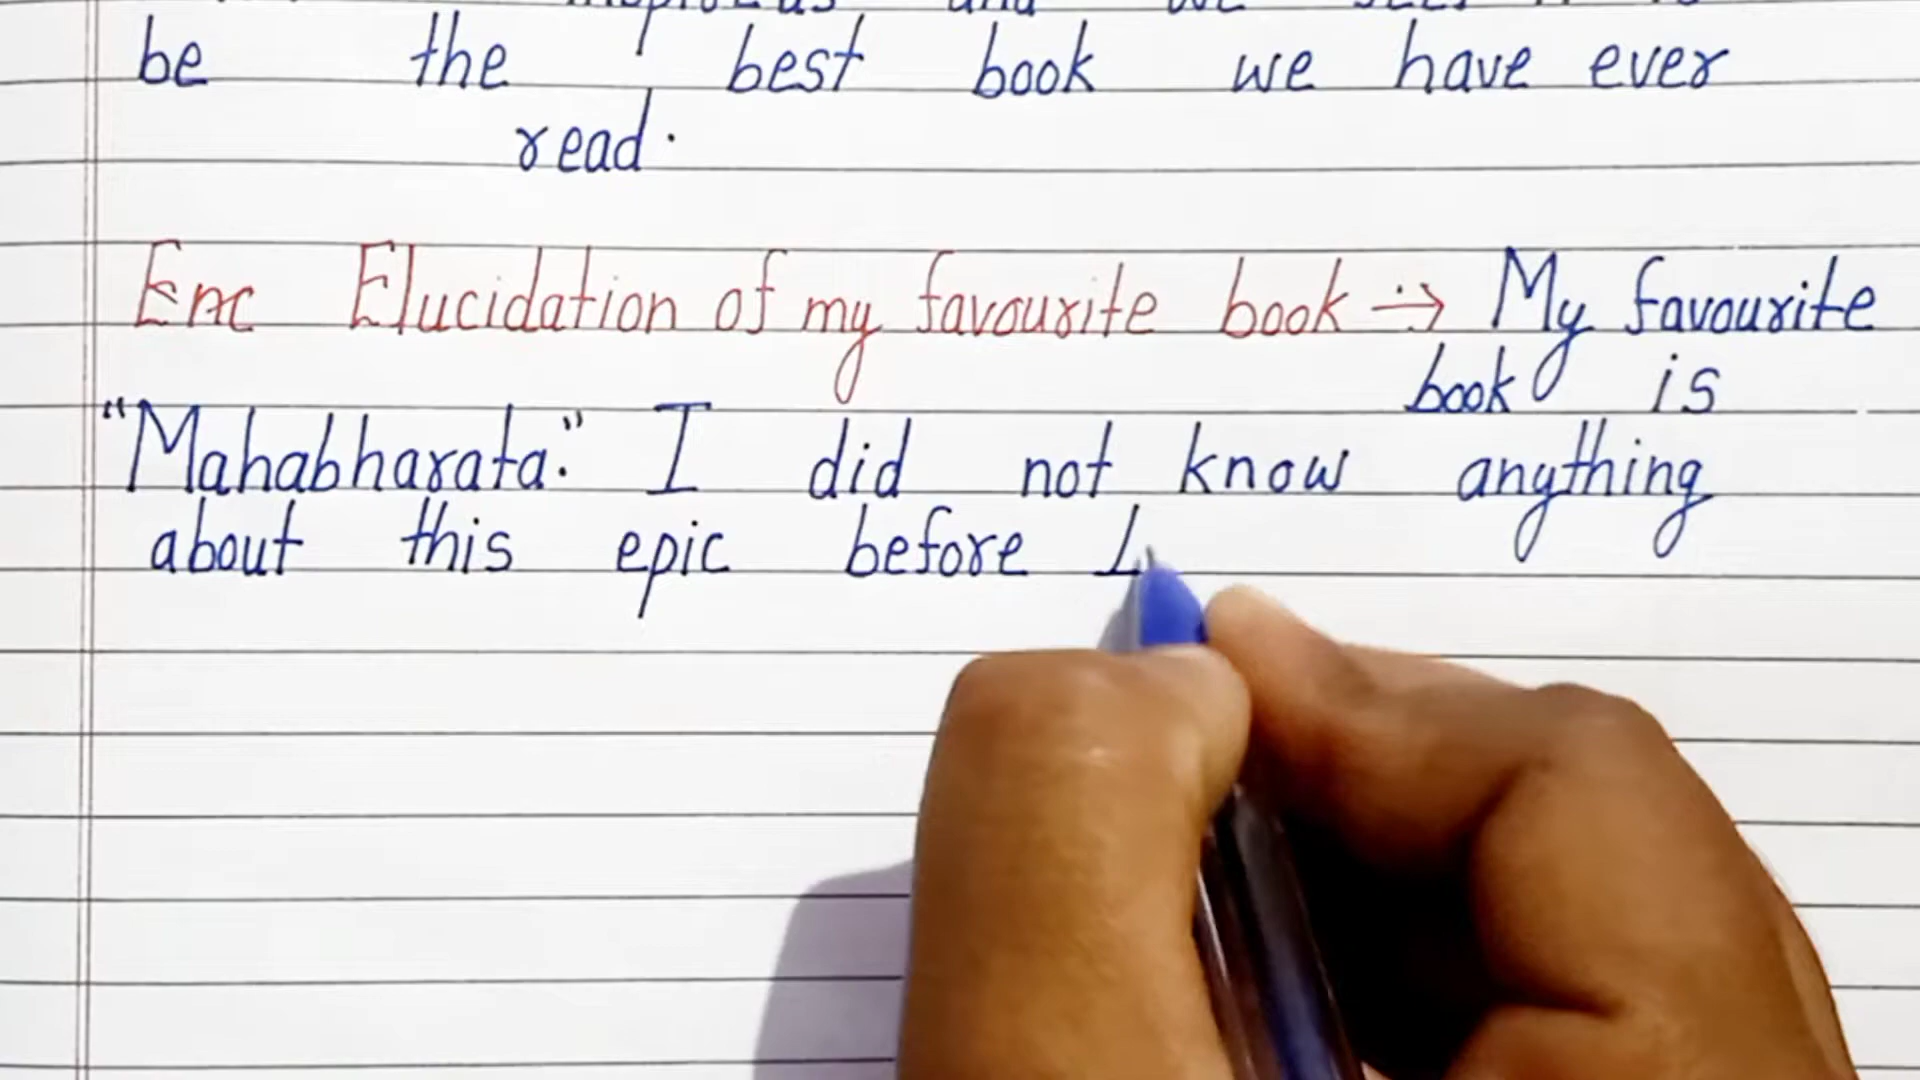 be the best book we have ever
read.
Enc Elucidation of my favourite book → My favourite
book is
"Mahabharata." I did not know anything
about this epic before I